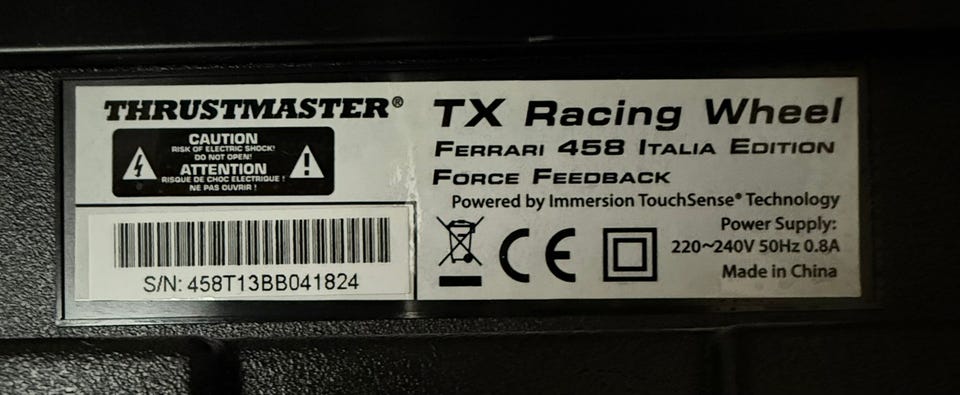 THRUSTMASTER®
CAUTION
RISK OF ELECTRIC SHOCK!
DO NOT OPEN!
ATTENTION
RISQUE DE CHOC ELECTRIQUE !
NE PAS OUVRIR !
S/N: 458T13BB041824
TX Racing Wheel
FERRARI 458 ITALIA EDITION
FORCE FEEDBACK
Powered by Immersion TouchSense® Technology
Power Supply:
220~240V 50Hz 0.8A
Made in China
CE